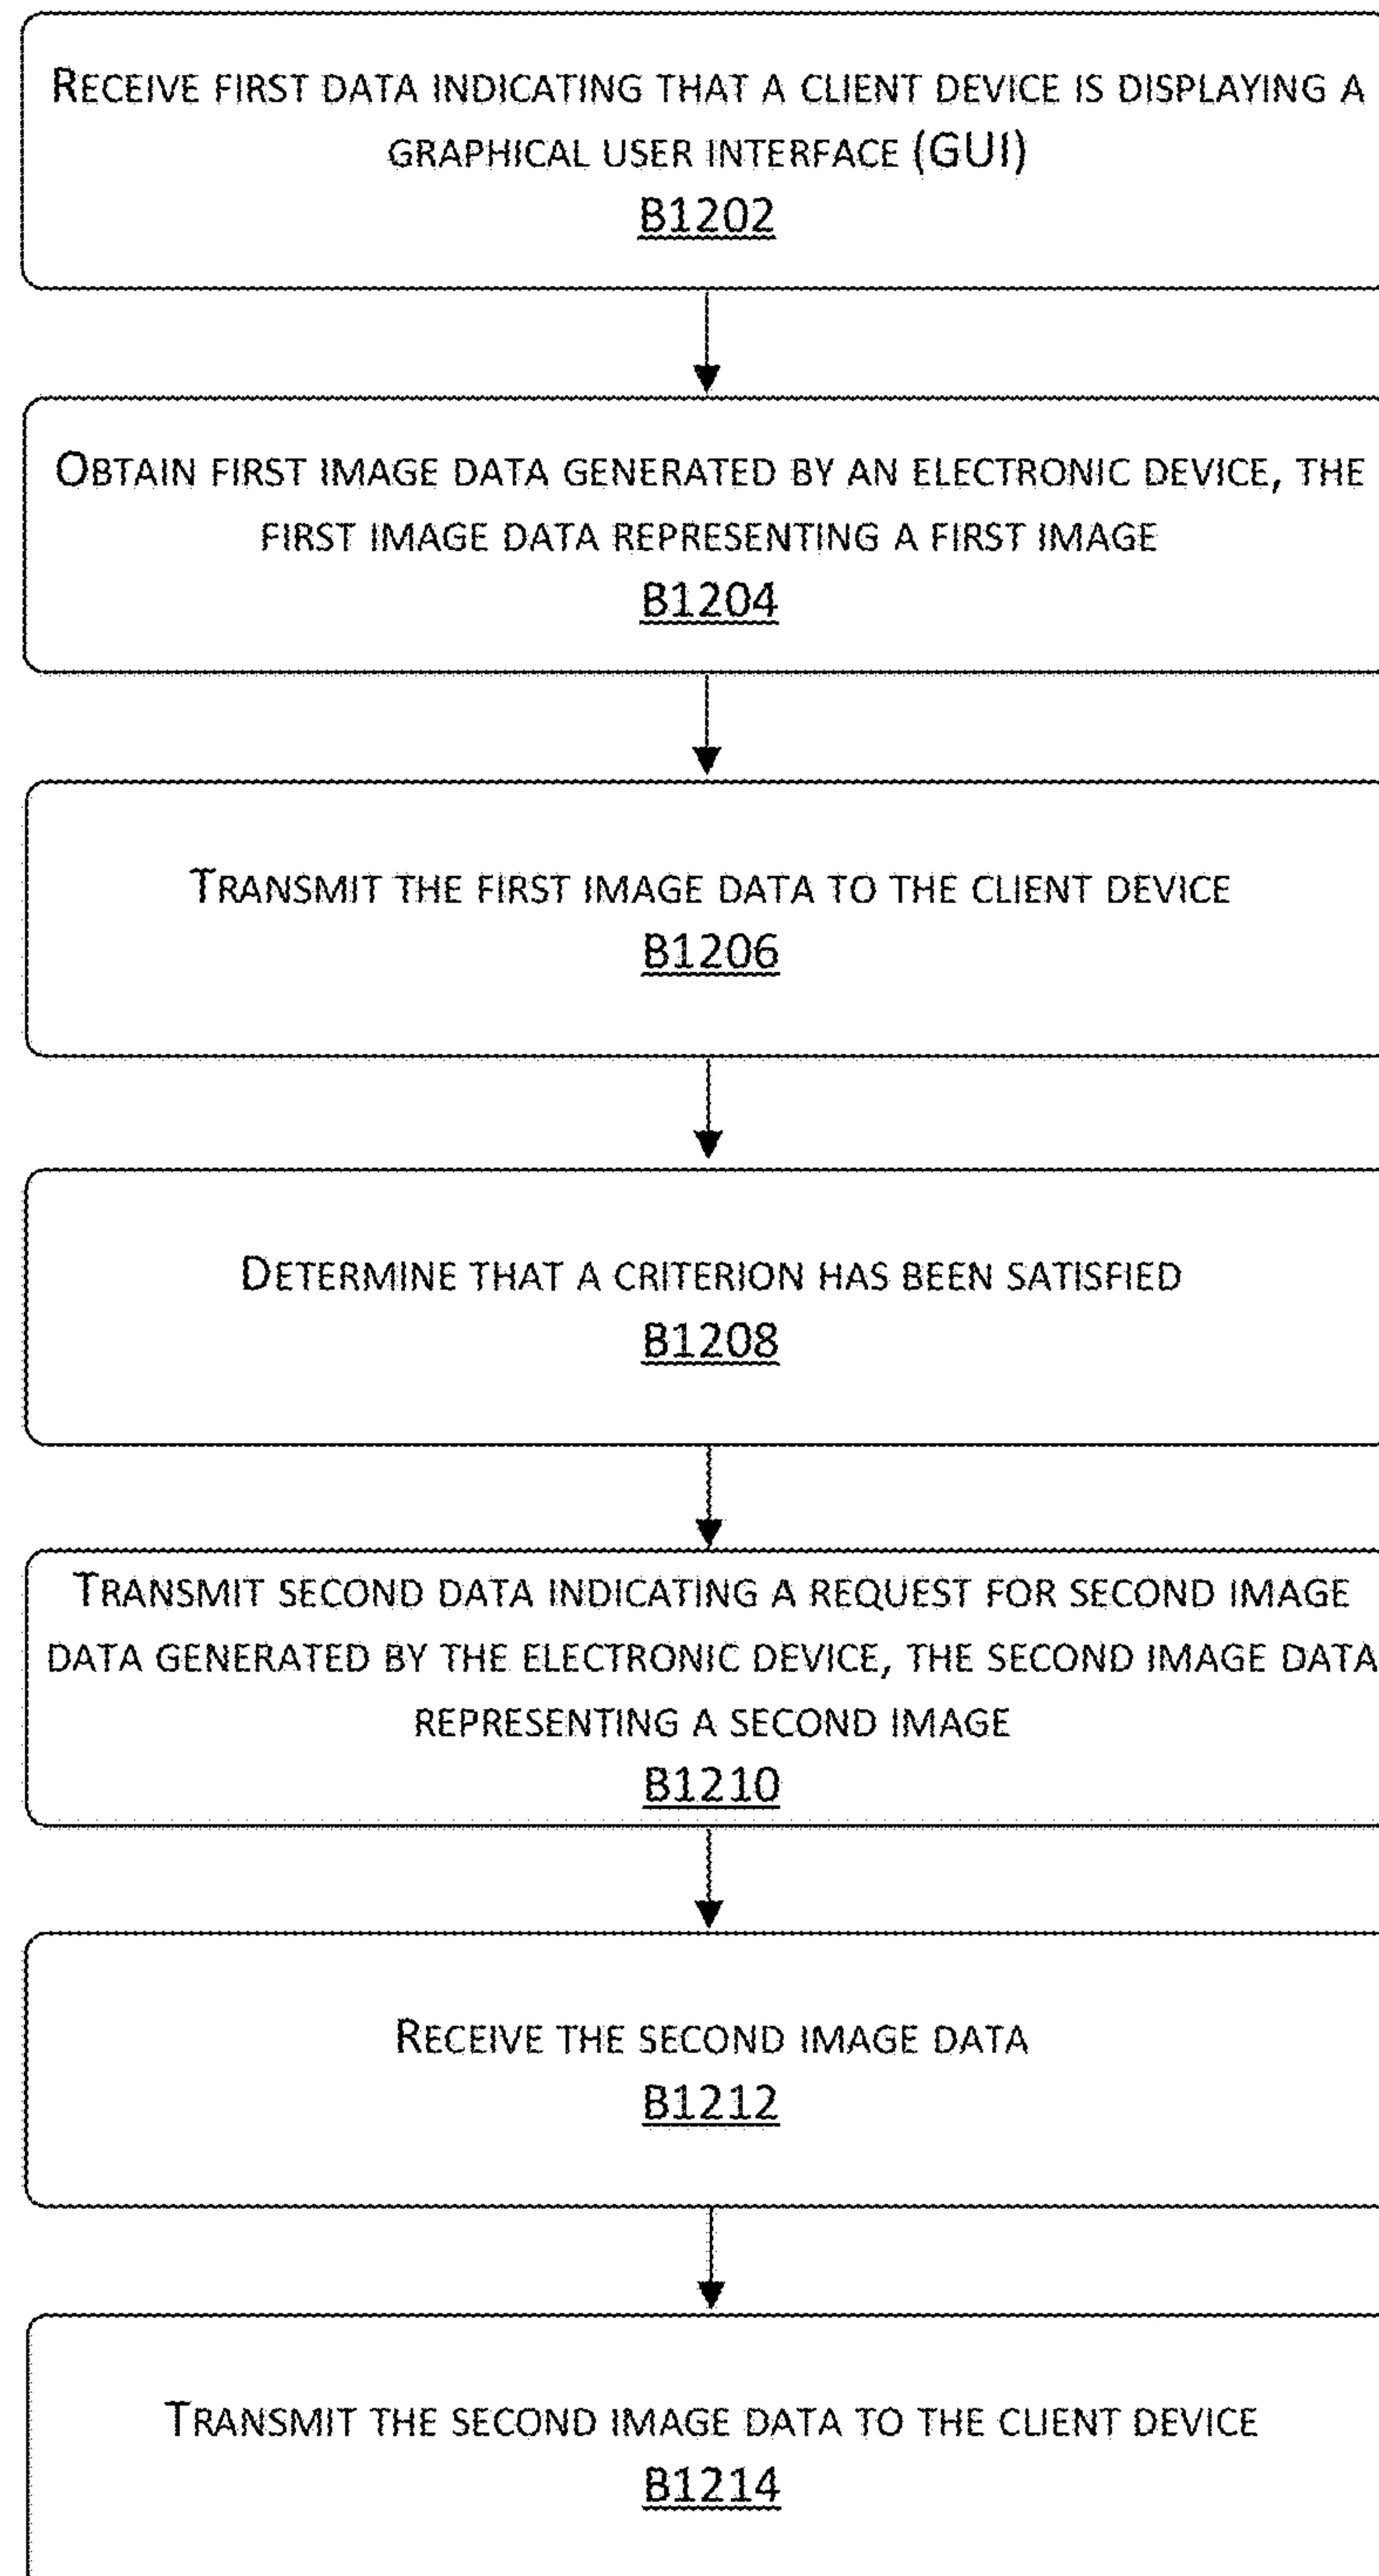 RECEIVE FIRST DATA INDICATING THAT A CLIENT DEVICE IS DISPLAYING A
GRAPHICAL USER INTERFACE (GUI)
B1202
OBTAIN FIRST IMAGE DATA GENERATED BY AN ELECTRONIC DEVICE, THE
FIRST IMAGE DATA REPRESENTING A FIRST IMAGE
B1204
TRANSMIT THE FIRST IMAGE DATA TO THE CLIENT DEVICE
B1206
DETERMINE THAT A CRITERION HAS BEEN SATISFIED
B1208
TRANSMIT SECOND DATA INDICATING A REQUEST FOR SECOND IMAGE
DATA GENERATED BY THE ELECTRONIC DEVICE, THE SECOND IMAGE DATA
REPRESENTING A SECOND IMAGE
B1210
RECEIVE THE SECOND IMAGE DATA
B1212
TRANSMIT THE SECOND IMAGE DATA TO THE CLIENT DEVICE
B1214